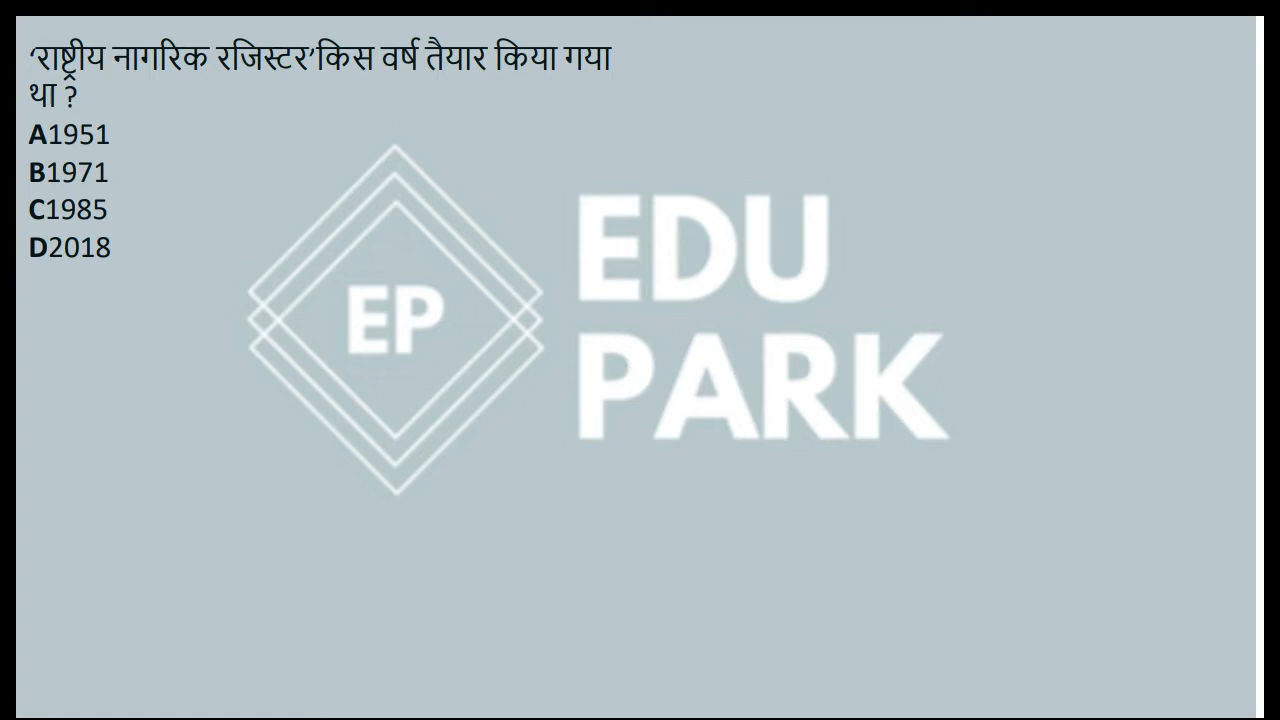 ‘राष्ट्रीय नागरिक रजिस्टर’किस वर्ष तैयार किया गया
था ?
A1951
B1971
C1985
D2018
EP
EDU
PARK